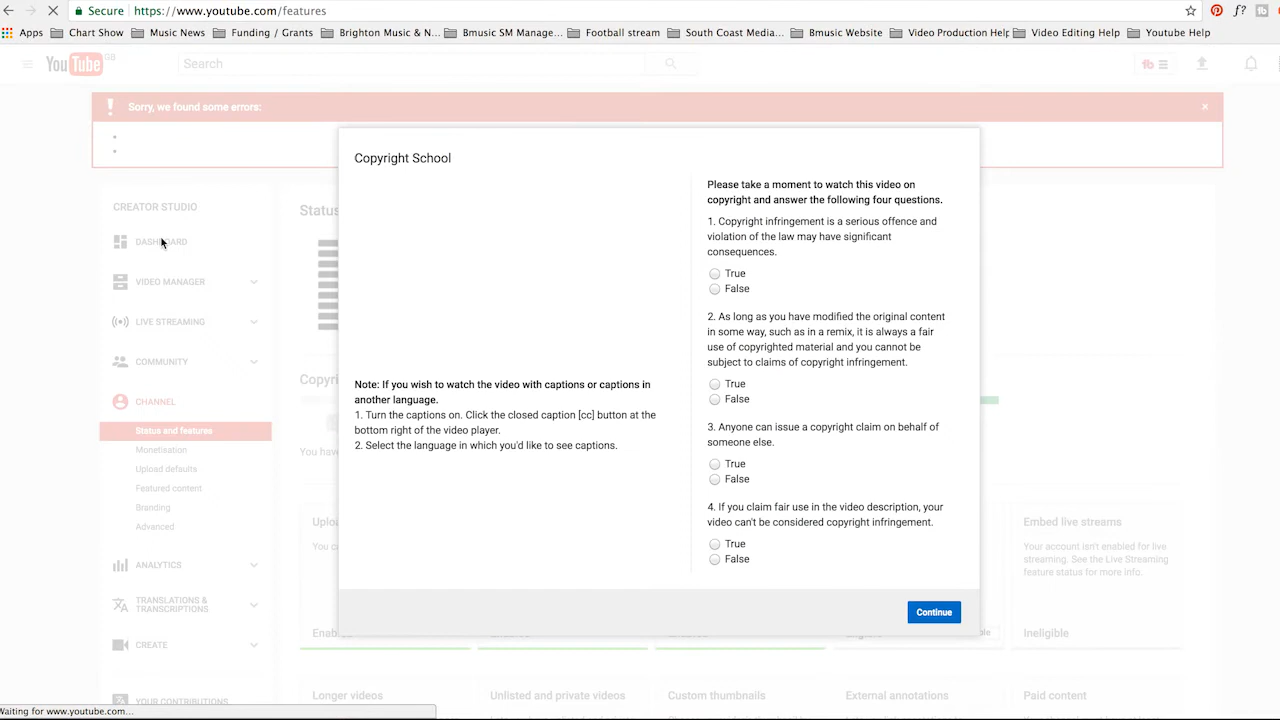 Secure https://www.youtube.com/features
Apps Chart Show Music News Funding / Grants Brighton Music & N... Bmusic SM Manage... Football stream South Coast Media... Bmusic Website Video Production Help Video Editing Help Youtube Help
YouTube GB Search
Sorry, we found some errors:
CREATOR STUDIO
DASHBOARD
VIDEO MANAGER
LIVE STREAMING
COMMUNITY
CHANNEL
Status and features
Monetisation
Upload defaults
Featured content
Branding
Advanced
ANALYTICS
TRANSLATIONS &
TRANSCRIPTIONS
CREATE
YOUR CONTRIBUTIONS
Status
Copyright School
Note: If you wish to watch the video with captions or captions in
another language.
1. Turn the captions on. Click the closed caption [cc] button at the
bottom right of the video player.
2. Select the language in which you'd like to see captions.
Please take a moment to watch this video on
copyright and answer the following four questions.
1. Copyright infringement is a serious offence and
violation of the law may have significant
consequences.
True
False
2. As long as you have modified the original content
in some way, such as in a remix, it is always a fair
use of copyrighted material and you cannot be
subject to claims of copyright infringement.
True
False
3. Anyone can issue a copyright claim on behalf of
someone else.
True
False
4. If you claim fair use in the video description, your
video can't be considered copyright infringement.
True
False
Continue
Embed live streams
Your account isn't enabled for live
streaming. See the Live Streaming
feature status for more info.
Ineligible
Longer videos
Unlisted and private videos
Custom thumbnails
External annotations
Paid content
Waiting for www.youtube.com...